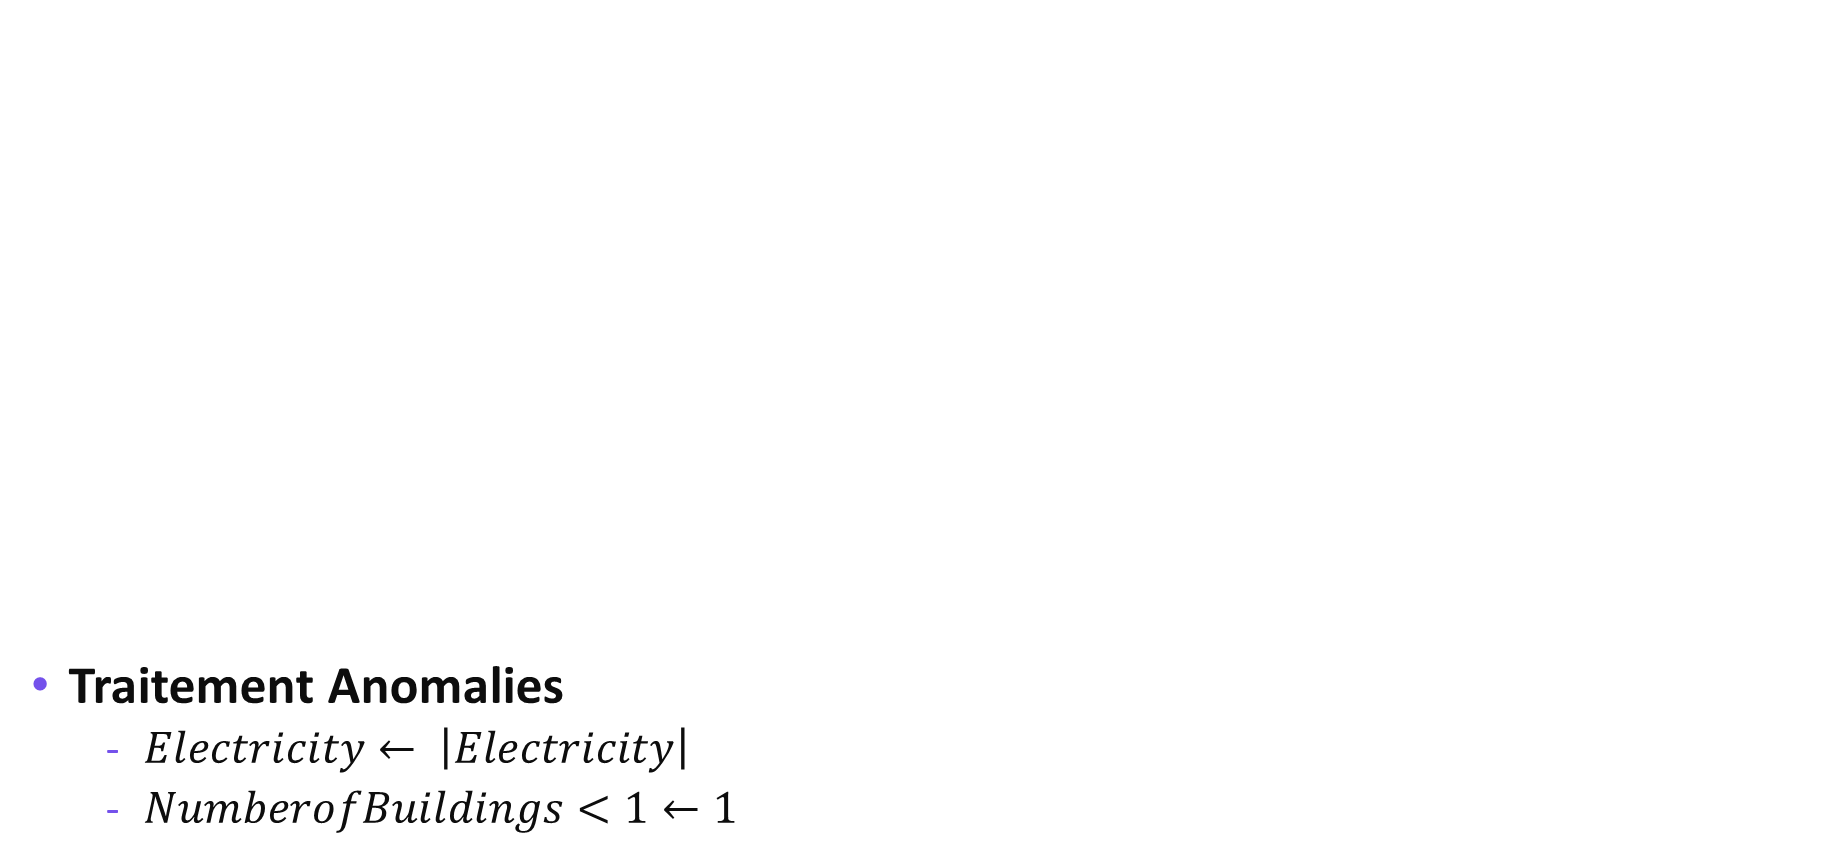 • Traitement Anomalies
- Electricity ← |Electricity|
- NumberofBuildings < 1 ← 1